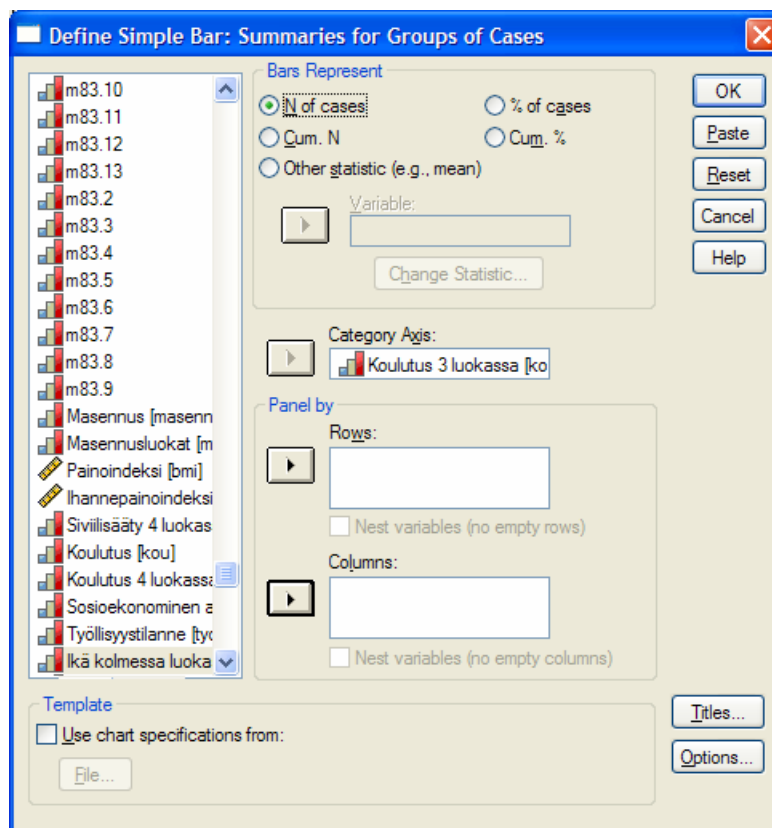 Define Simple Bar: Summaries for Groups of Cases
m83.10
m83.11
m83.12
m83.13
m83.2
m83.3
m83.4
m83.5
m83.6
m83.7
m83.8
m83.9
Masennus [masenn
Masennusluokat [m
Painoindeksi [bmi]
Ihannepainoindeksi
Siviilisääty 4 luokas
Koulutus [kou]
Koulutus 4 luokassa
Sosioekonominen a
Työllisyystilanne [tyc
Ikä kolmessa luoka
Bars Represent
N of cases
% of cases
Cum. N
Cum. %
Other statistic (e.g., mean)
Variable:
Change Statistic...
Category Axis:
Koulutus 3 luokassa [ko
Panel by
Rows:
Nest variables (no empty rows)
Columns:
Nest variables (no empty columns)
OK
Paste
Reset
Cancel
Help
Template
Use chart specifications from:
File...
Titles...
Options...